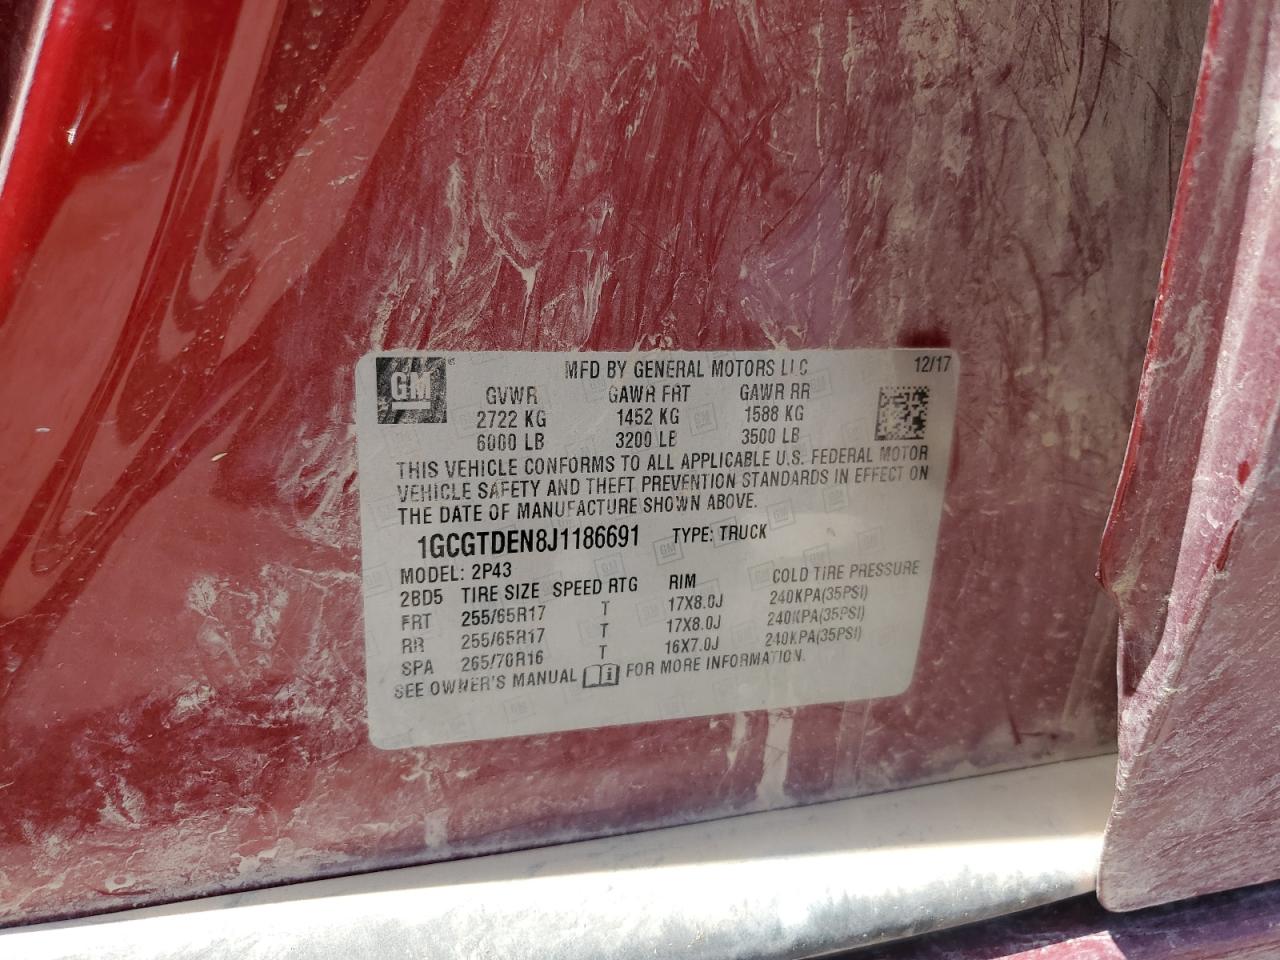 GM MFD BY GENERAL MOTORS LLC 12/17
GVWR GAWR FRT GAWR RR
2722 KG 1452 KG 1588 KG
6000 LB 3200 LB 3500 LB
THIS VEHICLE CONFORMS TO ALL APPLICABLE U.S. FEDERAL MOTOR
VEHICLE SAFETY AND THEFT PREVENTION STANDARDS IN EFFECT ON
THE DATE OF MANUFACTURE SHOWN ABOVE.
1GCGTDEN8J1186691 TYPE: TRUCK
MODEL: 2P43
2BD5 TIRE SIZE SPEED RTG RIM COLD TIRE PRESSURE
FRT 255/65R17 T 17X8.0J 240KPA(35PSI)
RR 255/65R17 T 17X8.0J 240KPA(35PSI)
SPA 265/70R16 T 16X7.0J 240KPA(35PSI)
SEE OWNER'S MANUAL i FOR MORE INFORMATION.